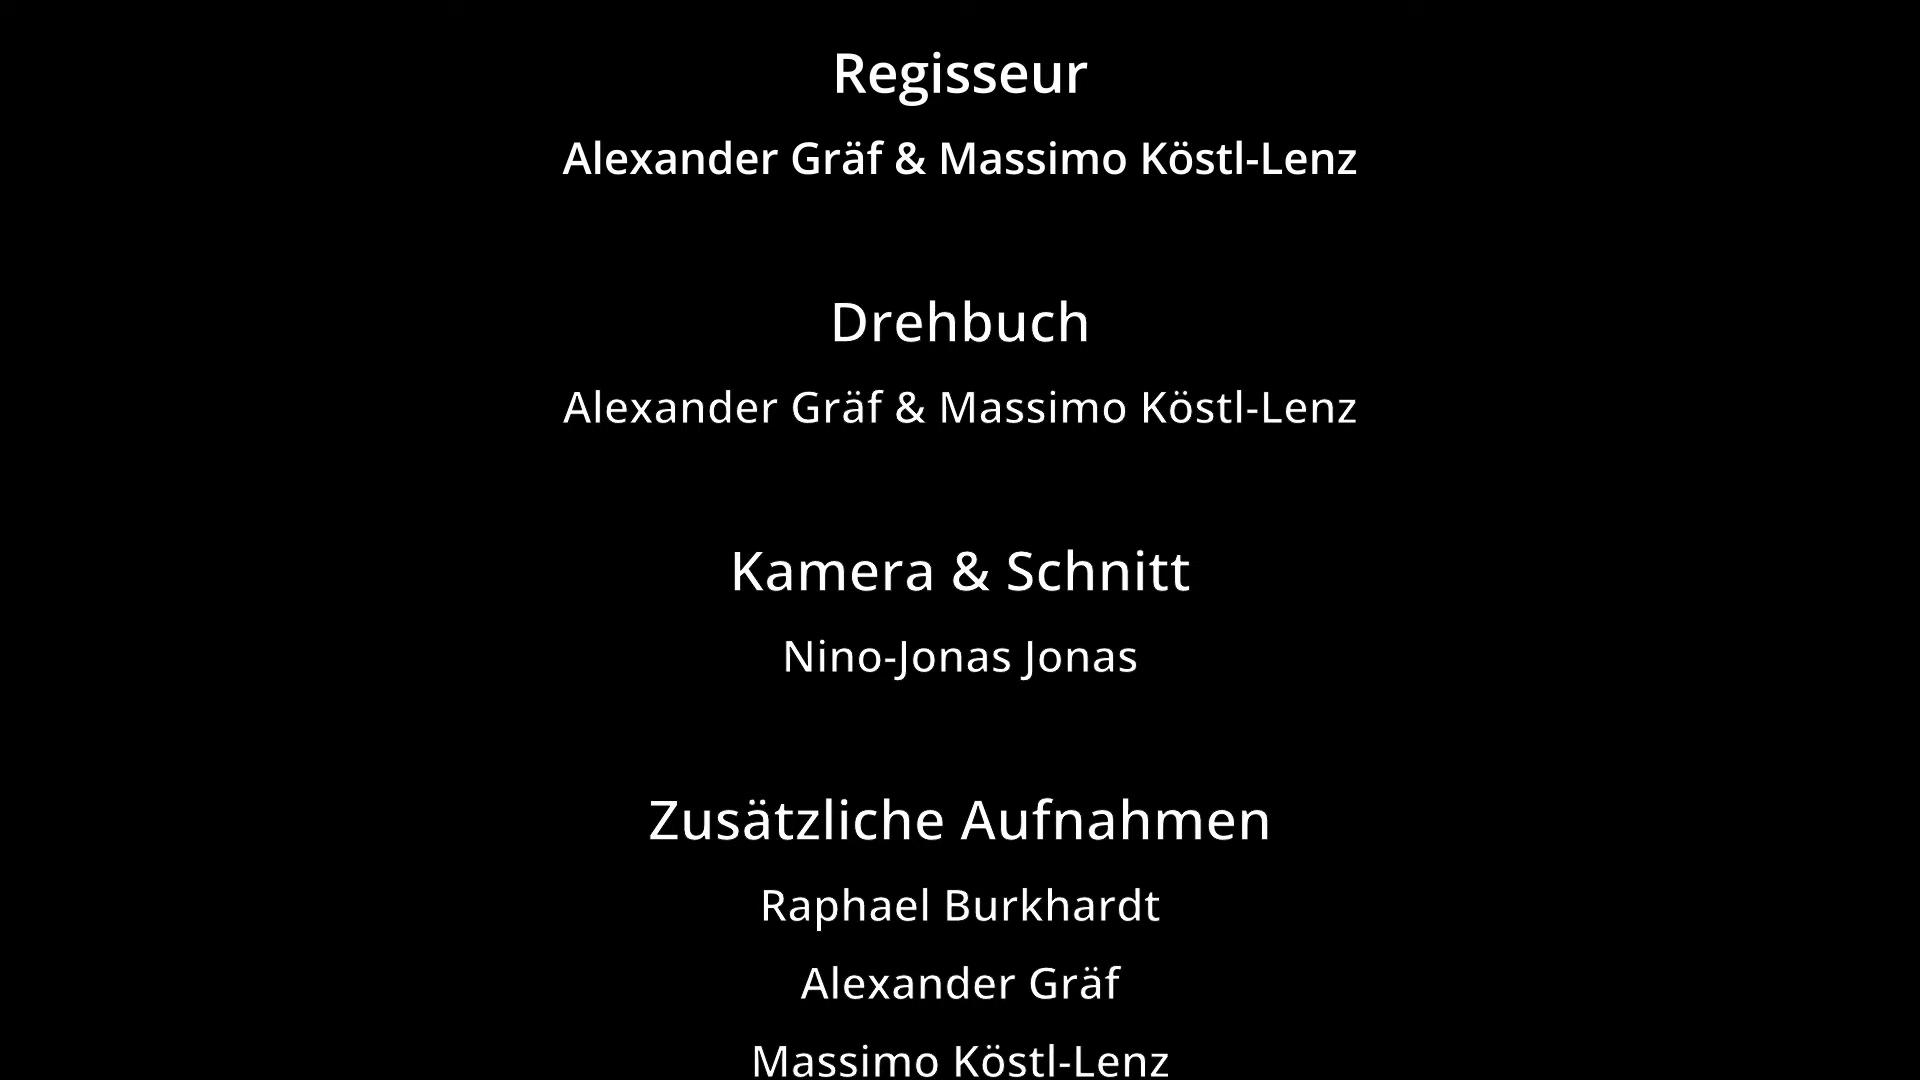 Regisseur
Alexander Gräf & Massimo Köstl-Lenz
Drehbuch
Alexander Gräf & Massimo Köstl-Lenz
Kamera & Schnitt
Nino-Jonas Jonas
Zusätzliche Aufnahmen
Raphael Burkhardt
Alexander Gräf
Massimo Köstl-Lenz